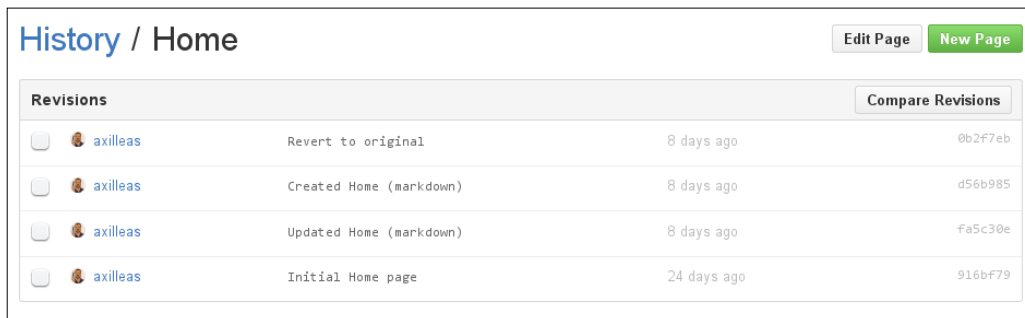 History / Home Edit Page New Page
Revisions Compare Revisions
axilleas Revert to original 8 days ago 0b2f7eb
axilleas Created Home (markdown) 8 days ago d56b985
axilleas Updated Home (markdown) 8 days ago fa5c30e
axilleas Initial Home page 24 days ago 916bf79